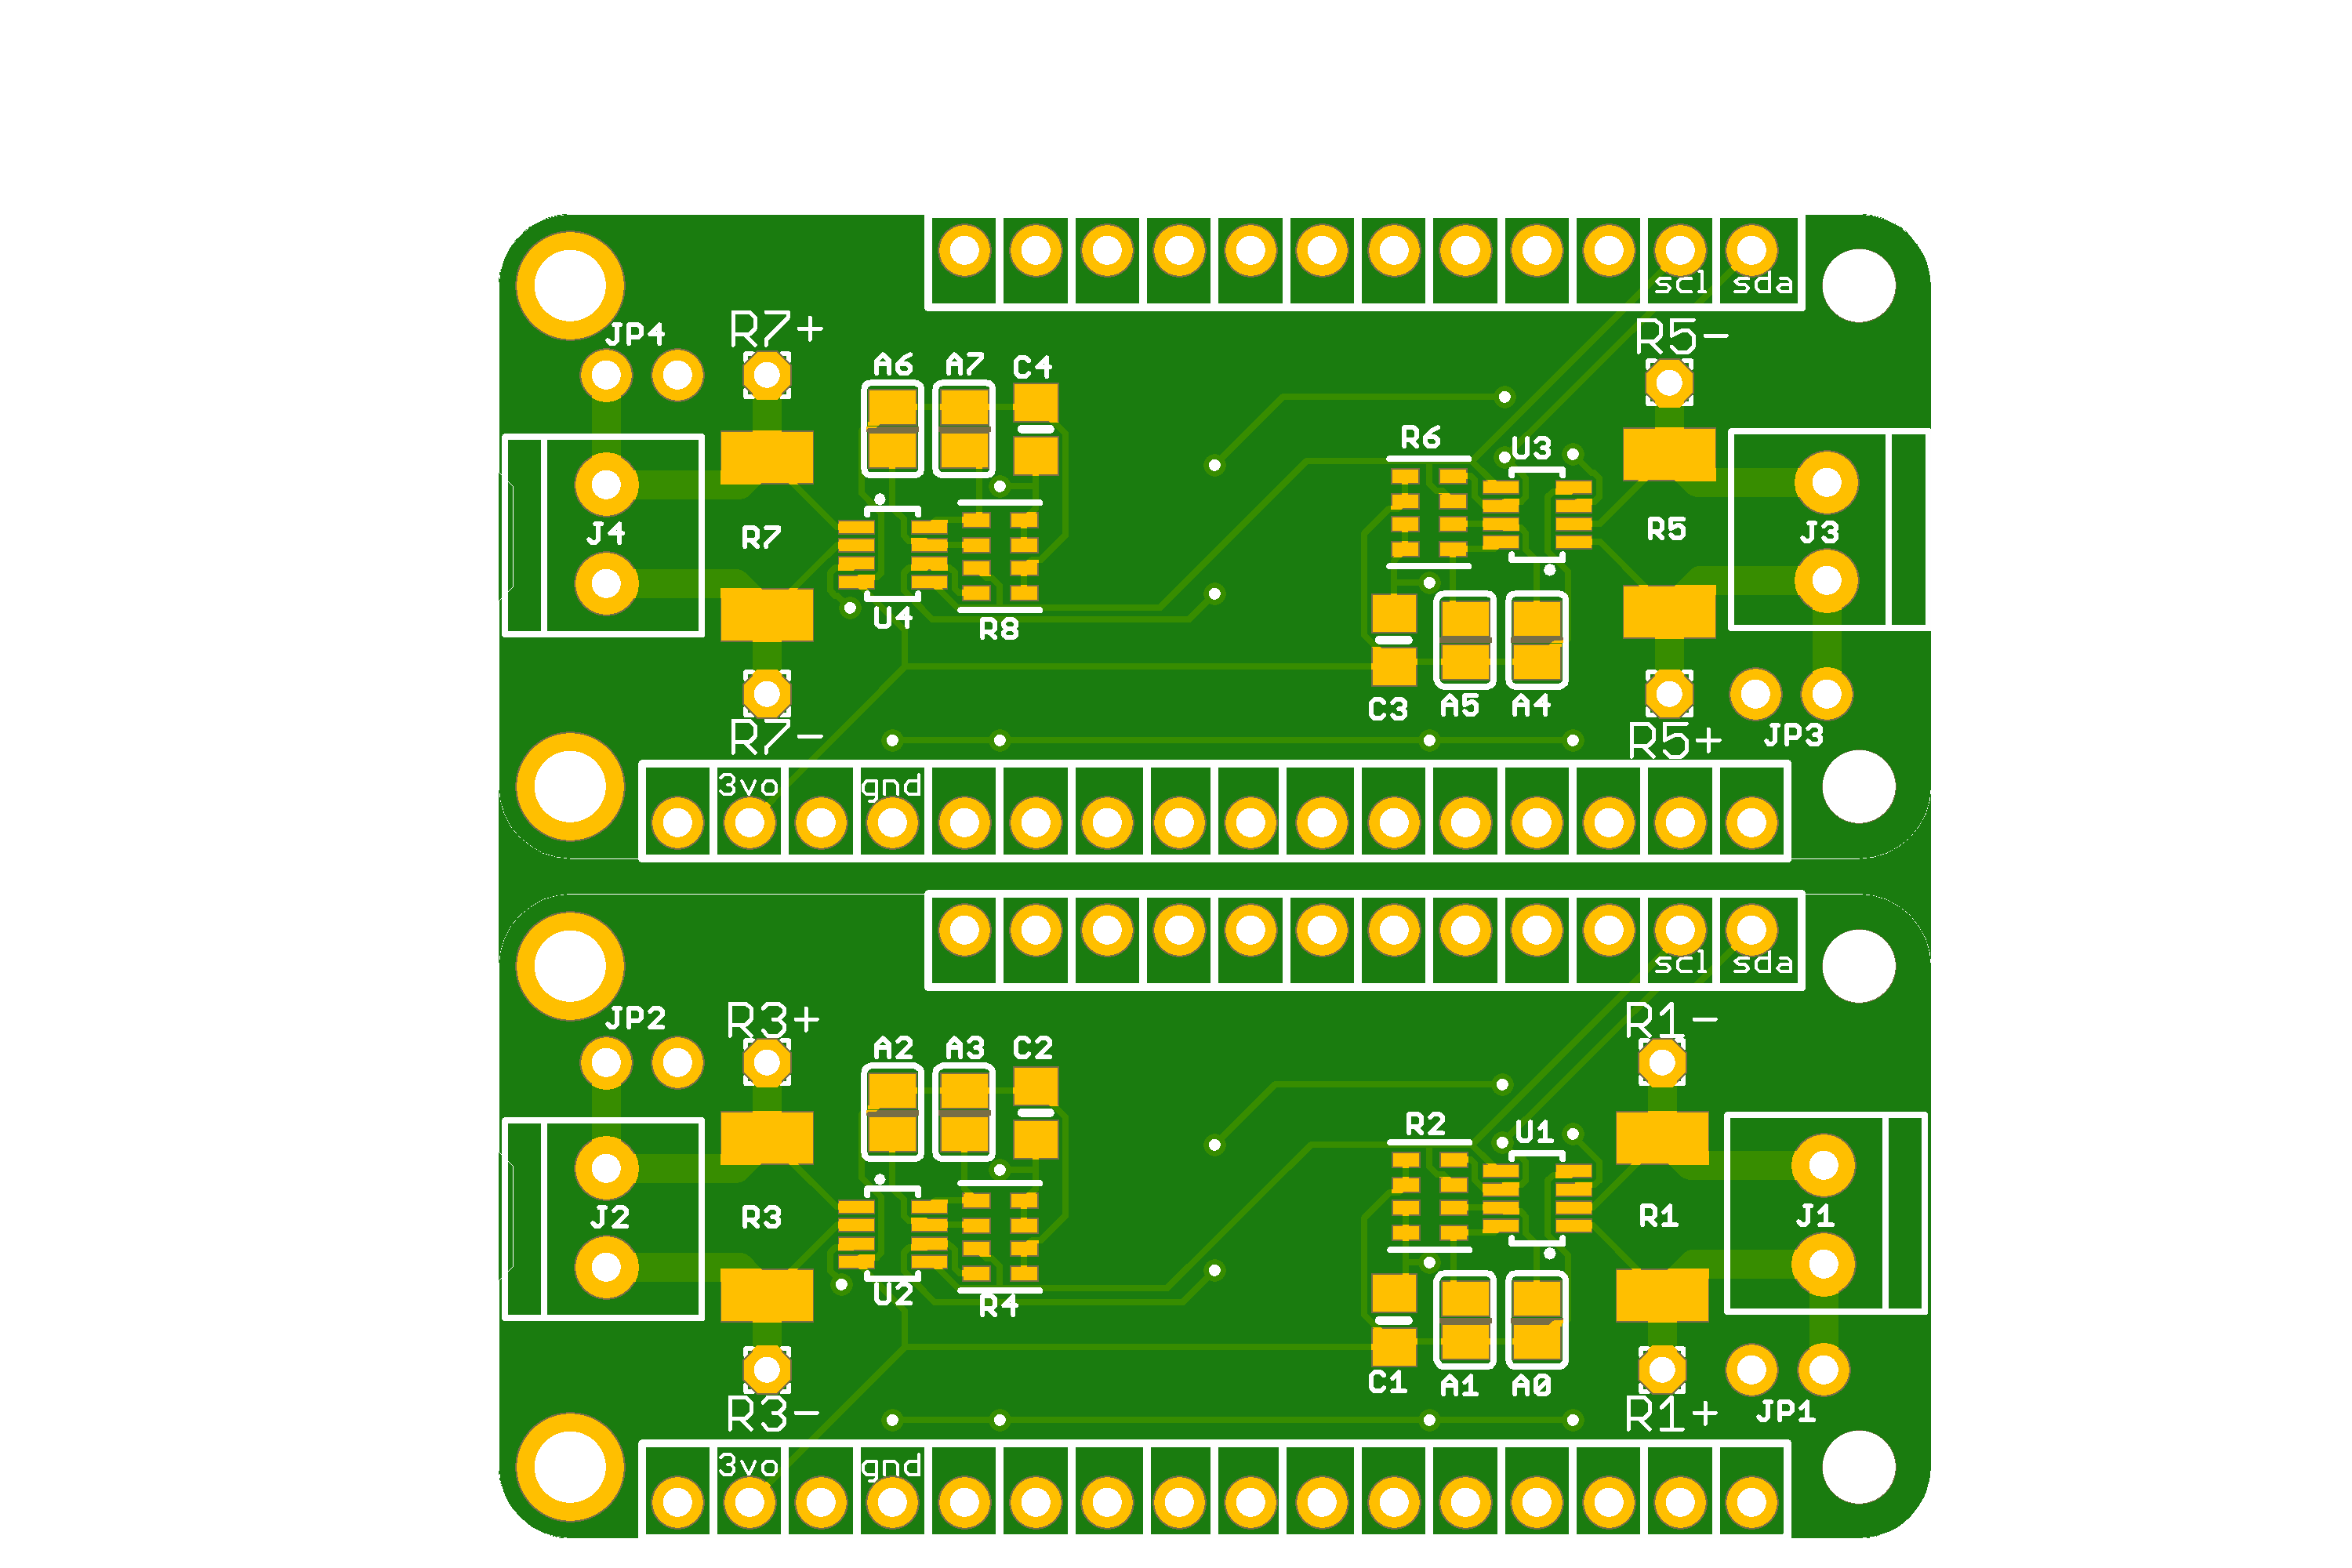 scl sda
JP4 R7+ R5-
A6 A7 C4
R6 U3
J4 R7 R5 J3
U4 R8
C3 A5 A4
R7- R5+ JP3
3vo gnd
scl sda
JP2 R3+ R1-
A2 A3 C2
R2 U1
J2 R3 R1 J1
U2 R4
C1 A1 A0
R3- R1+ JP1
3vo gnd